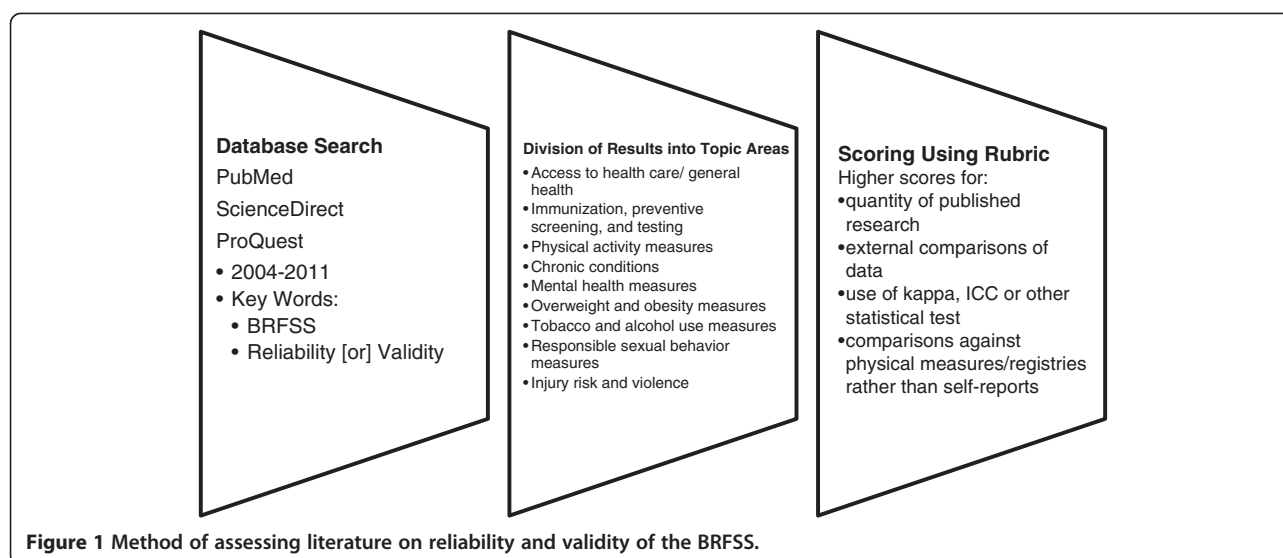 Database Search
PubMed
ScienceDirect
ProQuest
• 2004-2011
• Key Words:
• BRFSS
• Reliability [or] Validity
Division of Results into Topic Areas
•Access to health care/ general
health
•Immunization, preventive
screening, and testing
•Physical activity measures
•Chronic conditions
•Mental health measures
•Overweight and obesity measures
•Tobacco and alcohol use measures
•Responsible sexual behavior
measures
•Injury risk and violence
Scoring Using Rubric
Higher scores for:
•quantity of published
research
•external comparisons of
data
•use of kappa, ICC or other
statistical test
•comparisons against
physical measures/registries
rather than self-reports
Figure 1 Method of assessing literature on reliability and validity of the BRFSS.